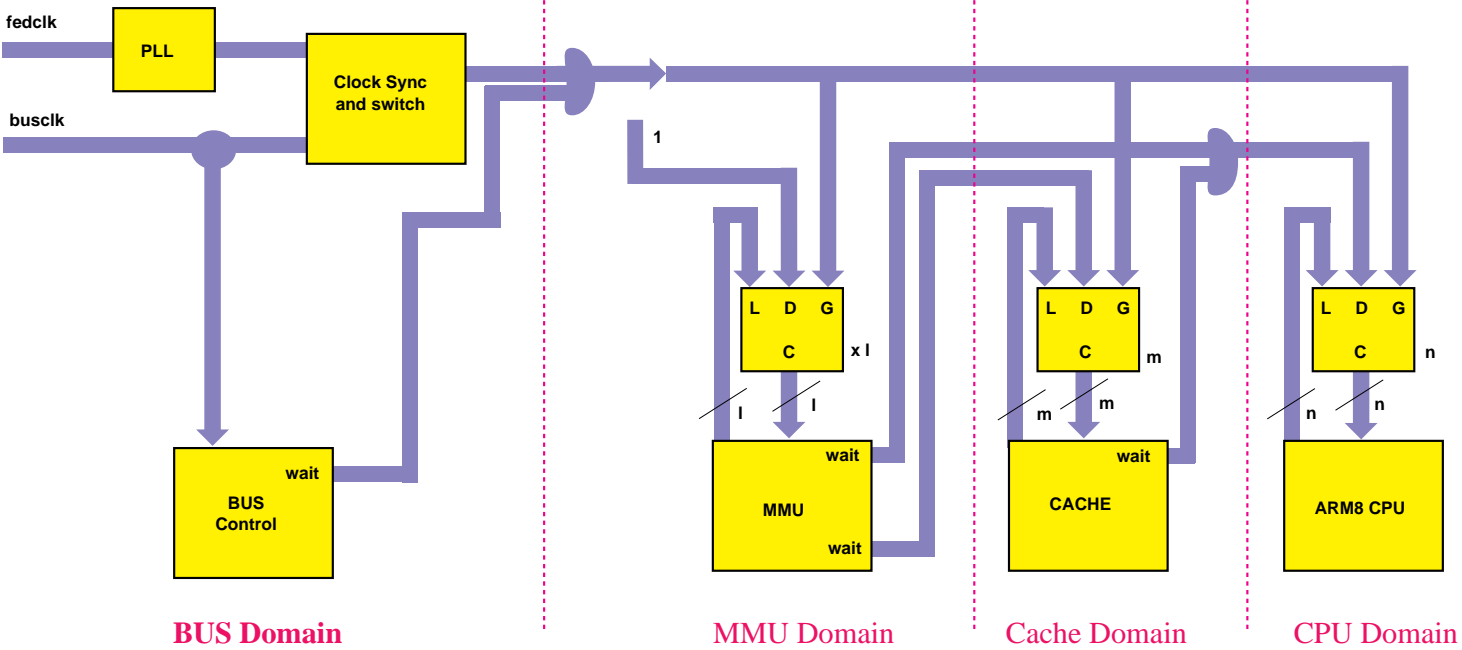 fedclk
PLL
Clock Sync
and switch
busclk
1
L D G
C
x l
L D G
C
m
L D G
C
n
l
l
m
m
n
n
wait
BUS
Control
wait
MMU
wait
wait
CACHE
ARM8 CPU
BUS Domain
MMU Domain
Cache Domain
CPU Domain